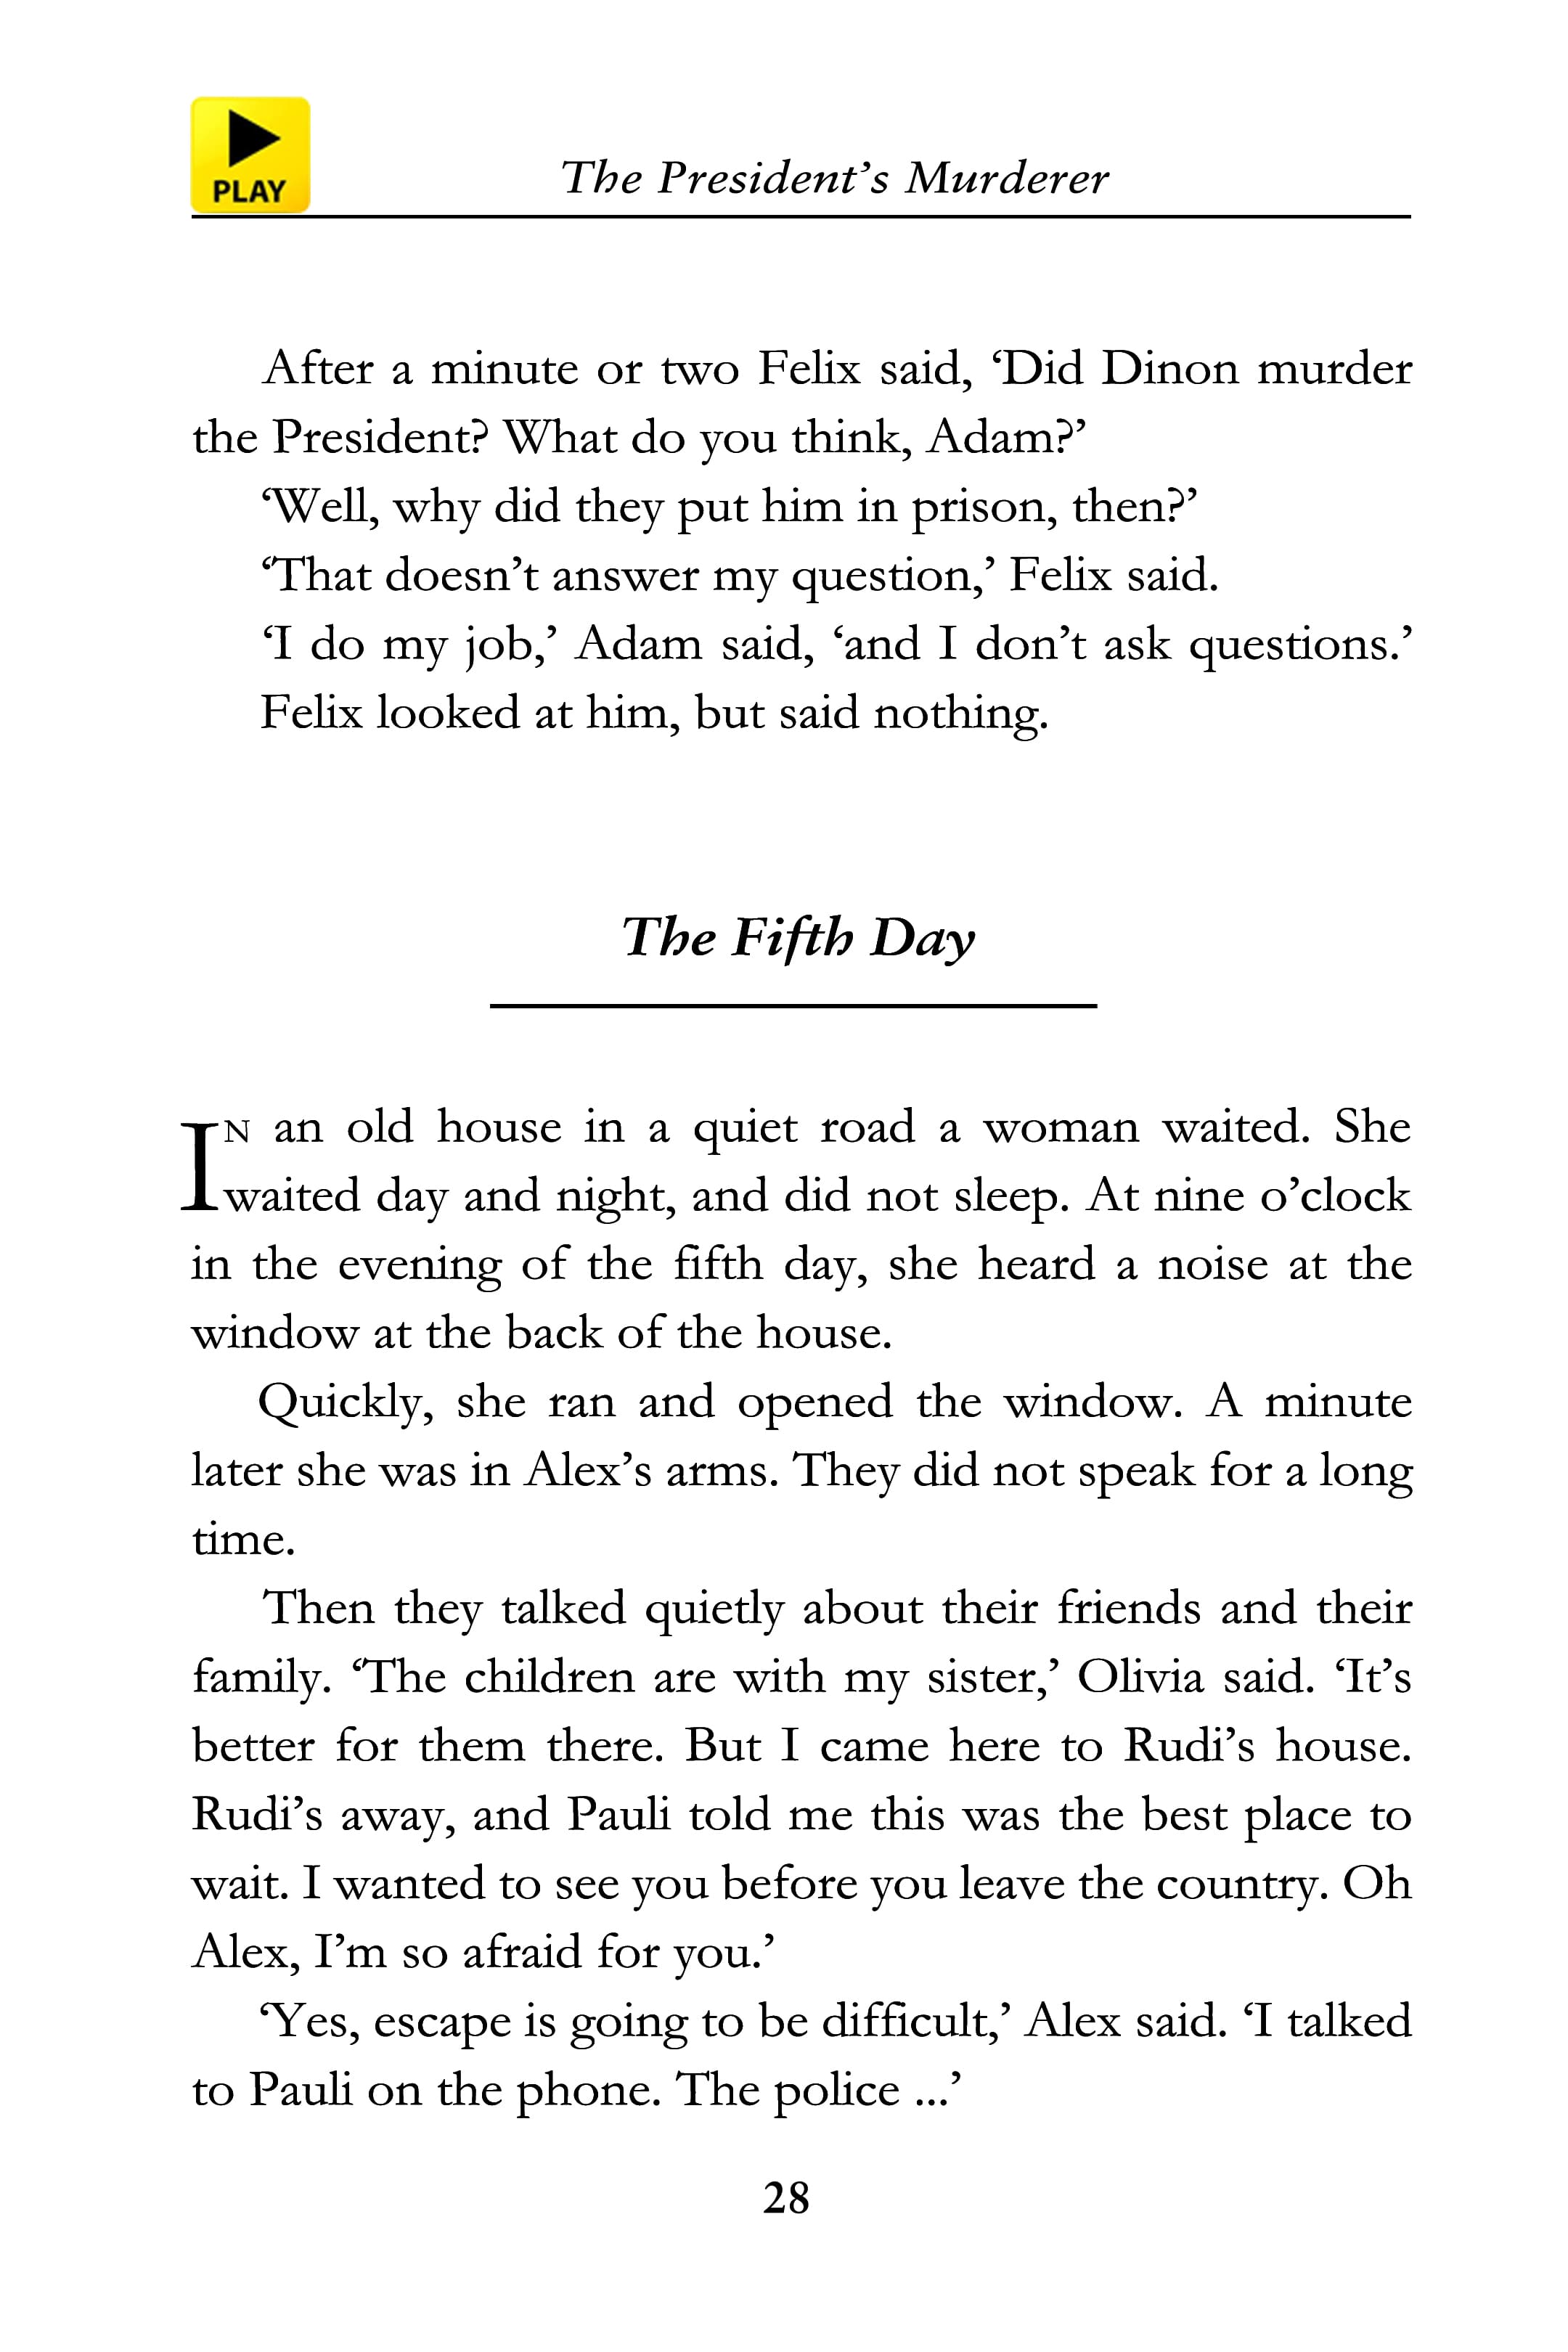 PLAY
The President's Murderer
After a minute or two Felix said, ‘Did Dinon murder
the President? What do you think, Adam?’
‘Well, why did they put him in prison, then?’
‘That doesn’t answer my question,’ Felix said.
‘I do my job,’ Adam said, ‘and I don’t ask questions.’
Felix looked at him, but said nothing.
The Fifth Day
IN an old house in a quiet road a woman waited. She
waited day and night, and did not sleep. At nine o’clock
in the evening of the fifth day, she heard a noise at the
window at the back of the house.
Quickly, she ran and opened the window. A minute
later she was in Alex’s arms. They did not speak for a long
time.
Then they talked quietly about their friends and their
family. ‘The children are with my sister,’ Olivia said. ‘It’s
better for them there. But I came here to Rudi’s house.
Rudi’s away, and Pauli told me this was the best place to
wait. I wanted to see you before you leave the country. Oh
Alex, I’m so afraid for you.’
‘Yes, escape is going to be difficult,’ Alex said. ‘I talked
to Pauli on the phone. The police ...’
28